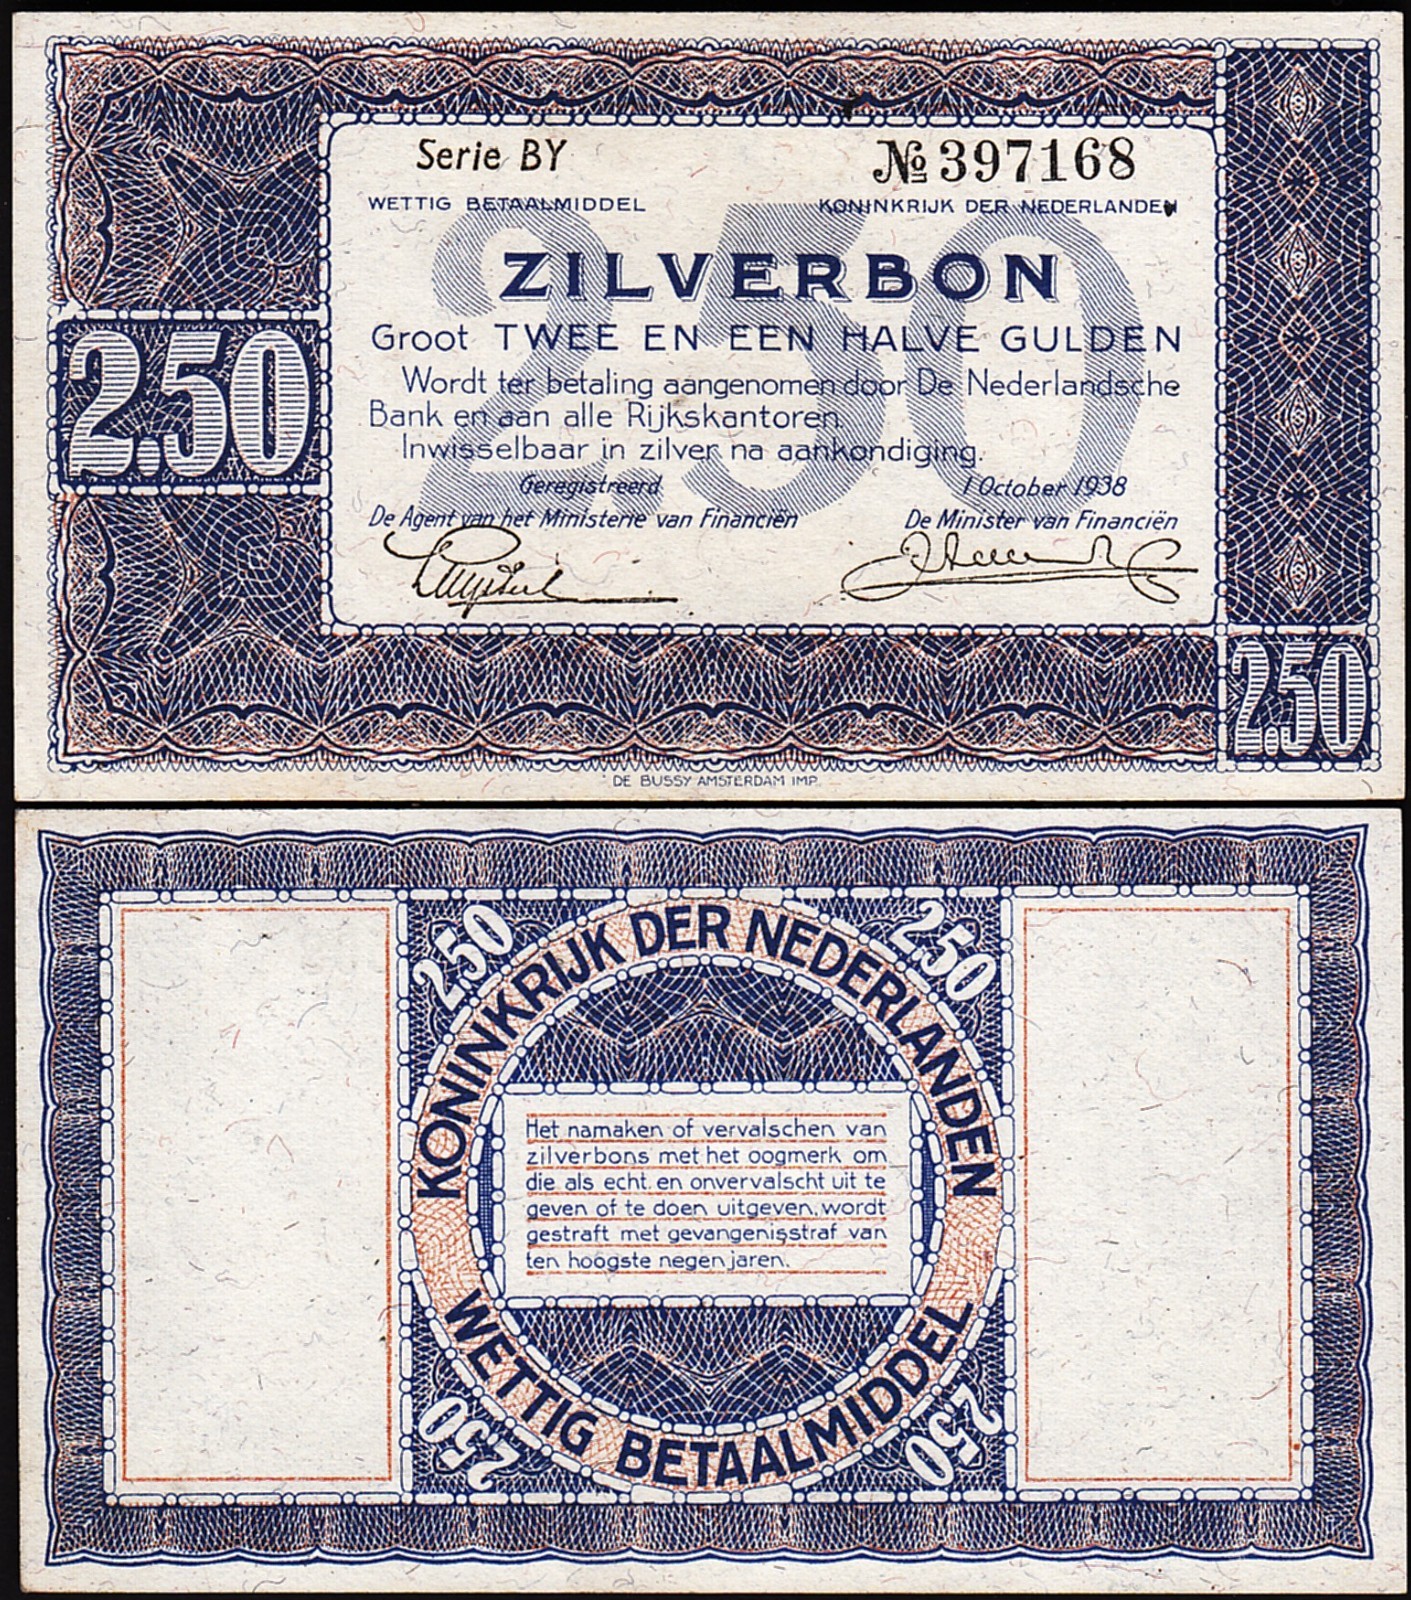 Serie BY
№ 397168
WETTIG BETAALMIDDEL
KONINKRIJK DER NEDERLANDEN
2.50
ZILVERBON
Groot TWEE EN EEN HALVE GULDEN
Wordt ter betaling aangenomen door De Nederlandsche
Bank en aan alle Rijkskantoren.
Inwisselbaar in zilver na aankondiging.
2.50
Geregistreerd
1 October 1938
De Agent van het Ministerie van Financiën
De Minister van Financiën
2.50
DE BUSSY AMSTERDAM IMP.
2.50
2.50
KONINKRIJK DER NEDERLANDEN
Het namaken of vervalschen van
zilverbons met het oogmerk om
die als echt en onvervalscht uit te
geven of te doen uitgeven, wordt
gestraft met gevangenisstraf van
ten hoogste negen jaren.
WETTIG BETAALMIDDEL
2.50
2.50